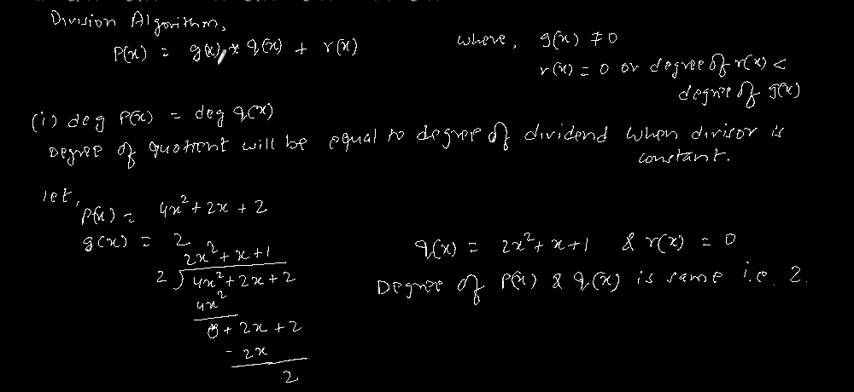 Division Algorithm,
P(x) = g(x) * q(x) + r(x)
where, g(x) ≠ 0
r(x) = 0 or degree of r(x) <
degree of g(x)
(i) deg P(x) = deg q(x)
Degree of quotient will be equal to degree of dividend when divisor is
constant.
let,
P(x) = 4x² + 2x + 2
g(x) = 2
2x² + x + 1
2 ) 4x² + 2x + 2
4x²
0 + 2x + 2
- 2x
2
q(x) = 2x² + x + 1 & r(x) = 0
Degree of P(x) & q(x) is same i.e. 2.